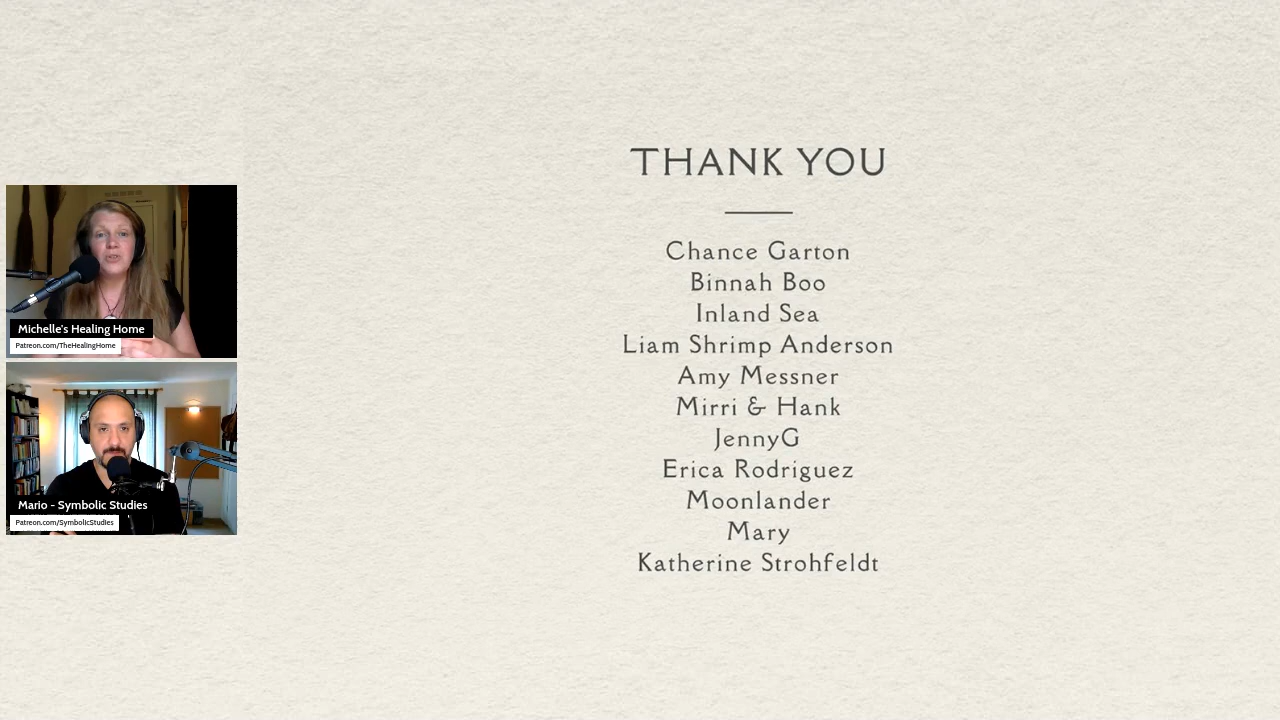 THANK YOU
Chance Garton
Binnah Boo
Inland Sea
Liam Shrimp Anderson
Amy Messner
Mirri & Hank
JennyG
Erica Rodriguez
Moonlander
Mary
Katherine Strohfeldt
Michelle's Healing Home
Patreon.com/TheHealingHome
Mario - Symbolic Studies
Patreon.com/SymbolicStudies